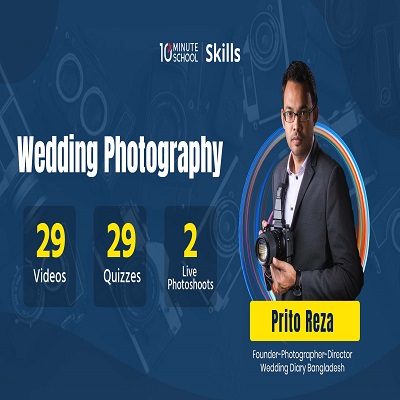 10 MINUTE SCHOOL Skills
Wedding Photography
29
Videos
29
Quizzes
2
Live
Photoshoots
Prito Reza
Founder-Photographer-Director
Wedding Diary Bangladesh